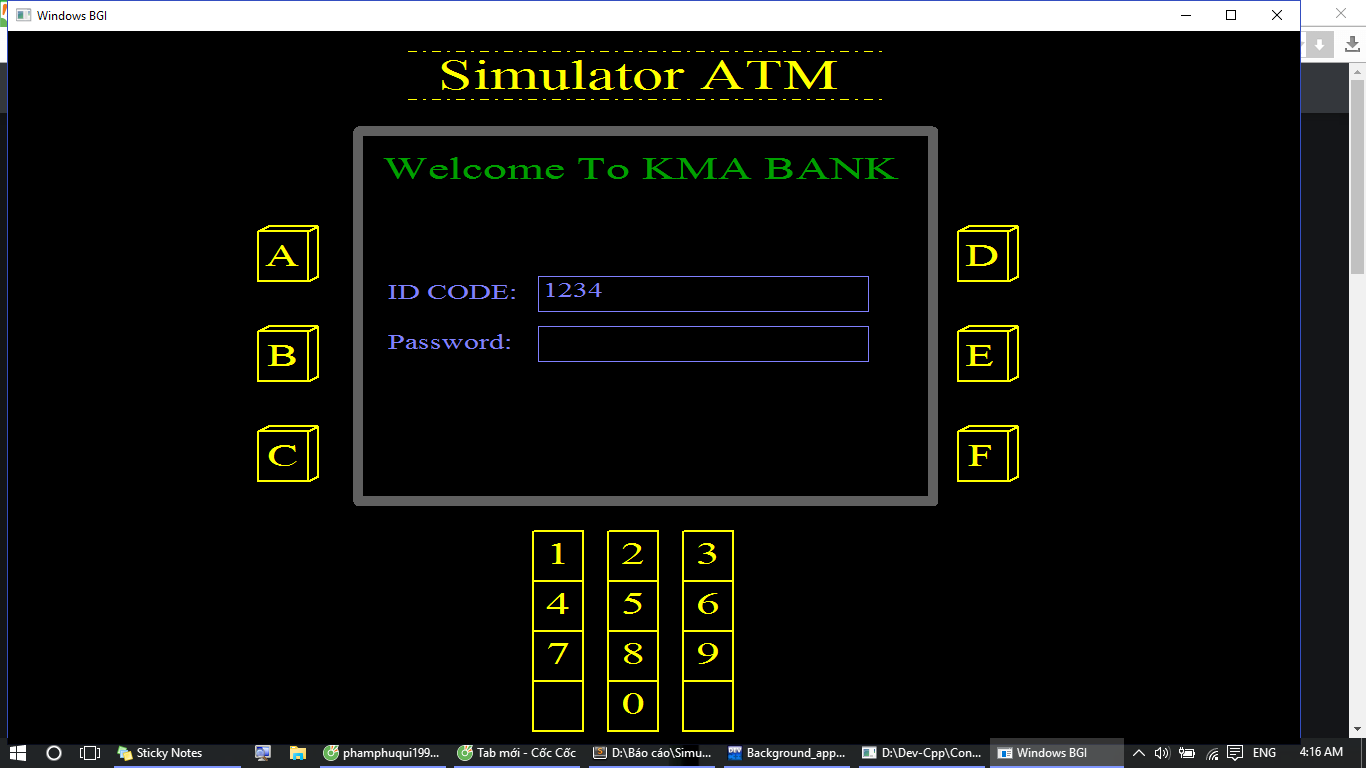 Windows BGI
Simulator ATM
Welcome To KMA BANK
A
D
ID CODE: 1234
Password:
B
E
C
F
1 2 3
4 5 6
7 8 9
0
Sticky Notes
phamphuqui199...
Tab mới - Cốc Cốc
D:\Báo cáo\Simu...
Background_app...
D:\Dev-Cpp\Con...
Windows BGI
ENG
4:16 AM